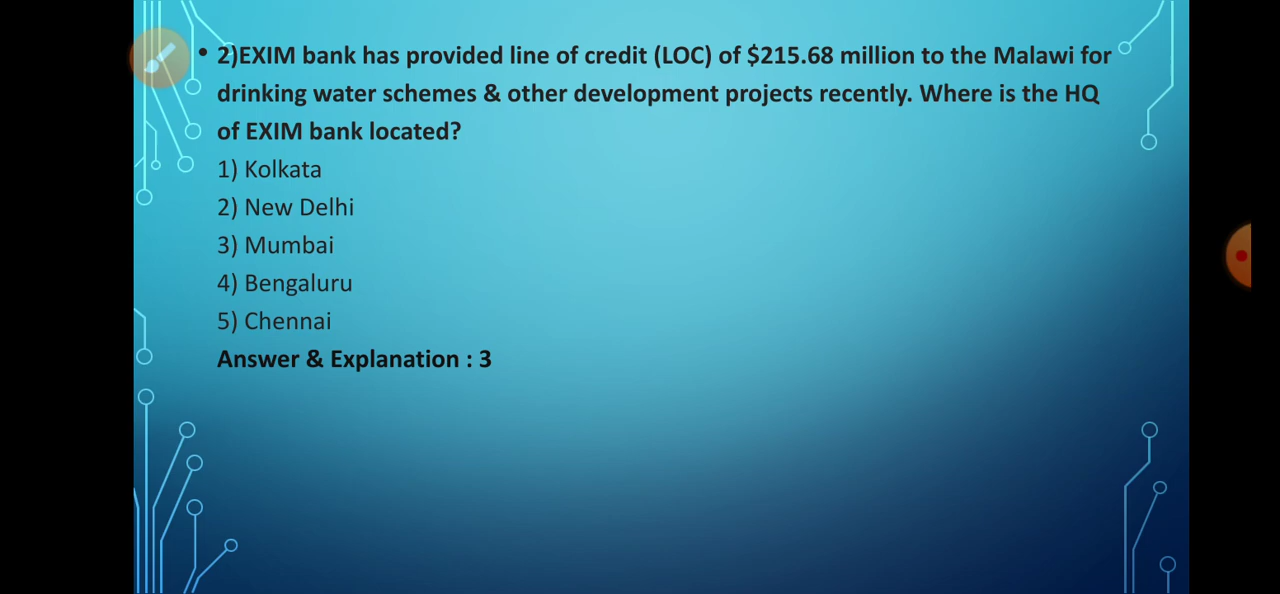 • 2)EXIM bank has provided line of credit (LOC) of $215.68 million to the Malawi for
drinking water schemes & other development projects recently. Where is the HQ
of EXIM bank located?
1) Kolkata
2) New Delhi
3) Mumbai
4) Bengaluru
5) Chennai
Answer & Explanation : 3